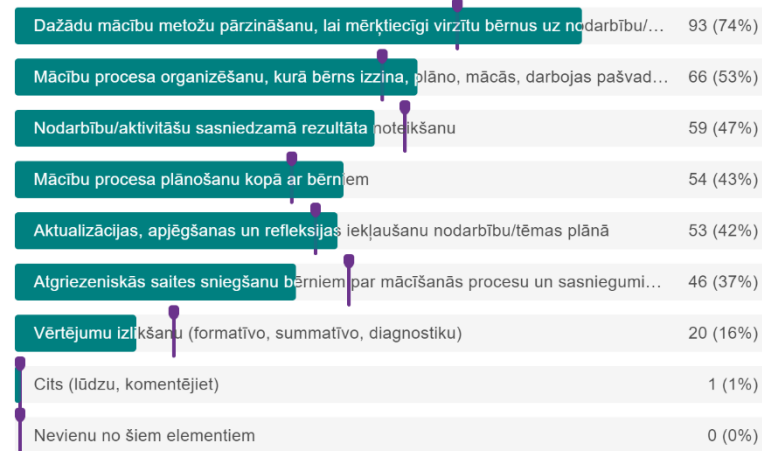 Dažādu mācību metožu pārzināšanu, lai mērķtiecīgi virzītu bērnus uz nodarbību/... 93 (74%)
Mācību procesa organizēšanu, kurā bērns izzina, plāno, mācās, darbojas pašvad... 66 (53%)
Nodarbību/aktivitāšu sasniedzamā rezultāta noteikšanu 59 (47%)
Mācību procesa plānošanu kopā ar bērniem 54 (43%)
Aktualizācijas, apjēgšanas un refleksijas iekļaušanu nodarbību/tēmas plānā 53 (42%)
Atgriezeniskās saites sniegšanu bērniem par mācīšanās procesu un sasniegumi... 46 (37%)
Vērtējumu izlikšanu (formatīvo, summatīvo, diagnostiku) 20 (16%)
Cits (lūdzu, komentējiet) 1 (1%)
Nevienu no šiem elementiem 0 (0%)